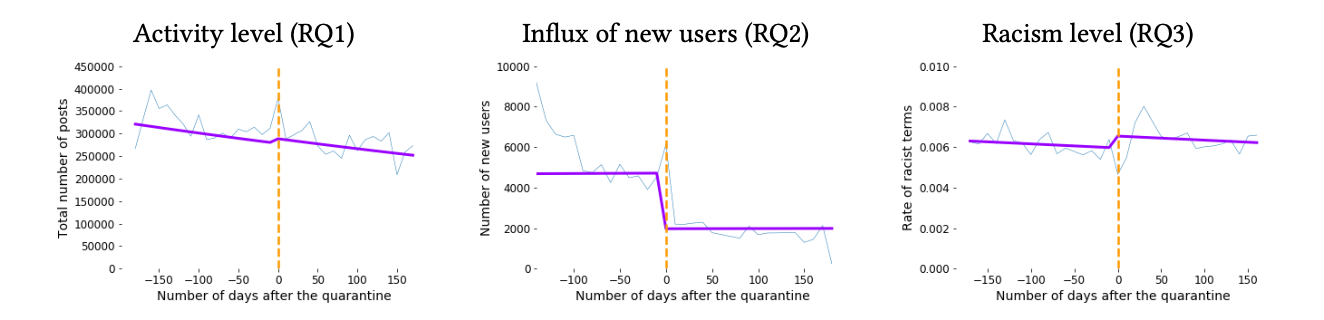 Activity level (RQ1)
450000
400000
350000
300000
250000
200000
150000
100000
50000
0
Total number of posts
−150 −100 −50 0 50 100 150
Number of days after the quarantine
Influx of new users (RQ2)
10000
8000
6000
4000
2000
0
Number of new users
−100 −50 0 50 100 150
Number of days after the quarantine
Racism level (RQ3)
0.010
0.008
0.006
0.004
0.002
0.000
Rate of racist terms
−150 −100 −50 0 50 100 150
Number of days after the quarantine